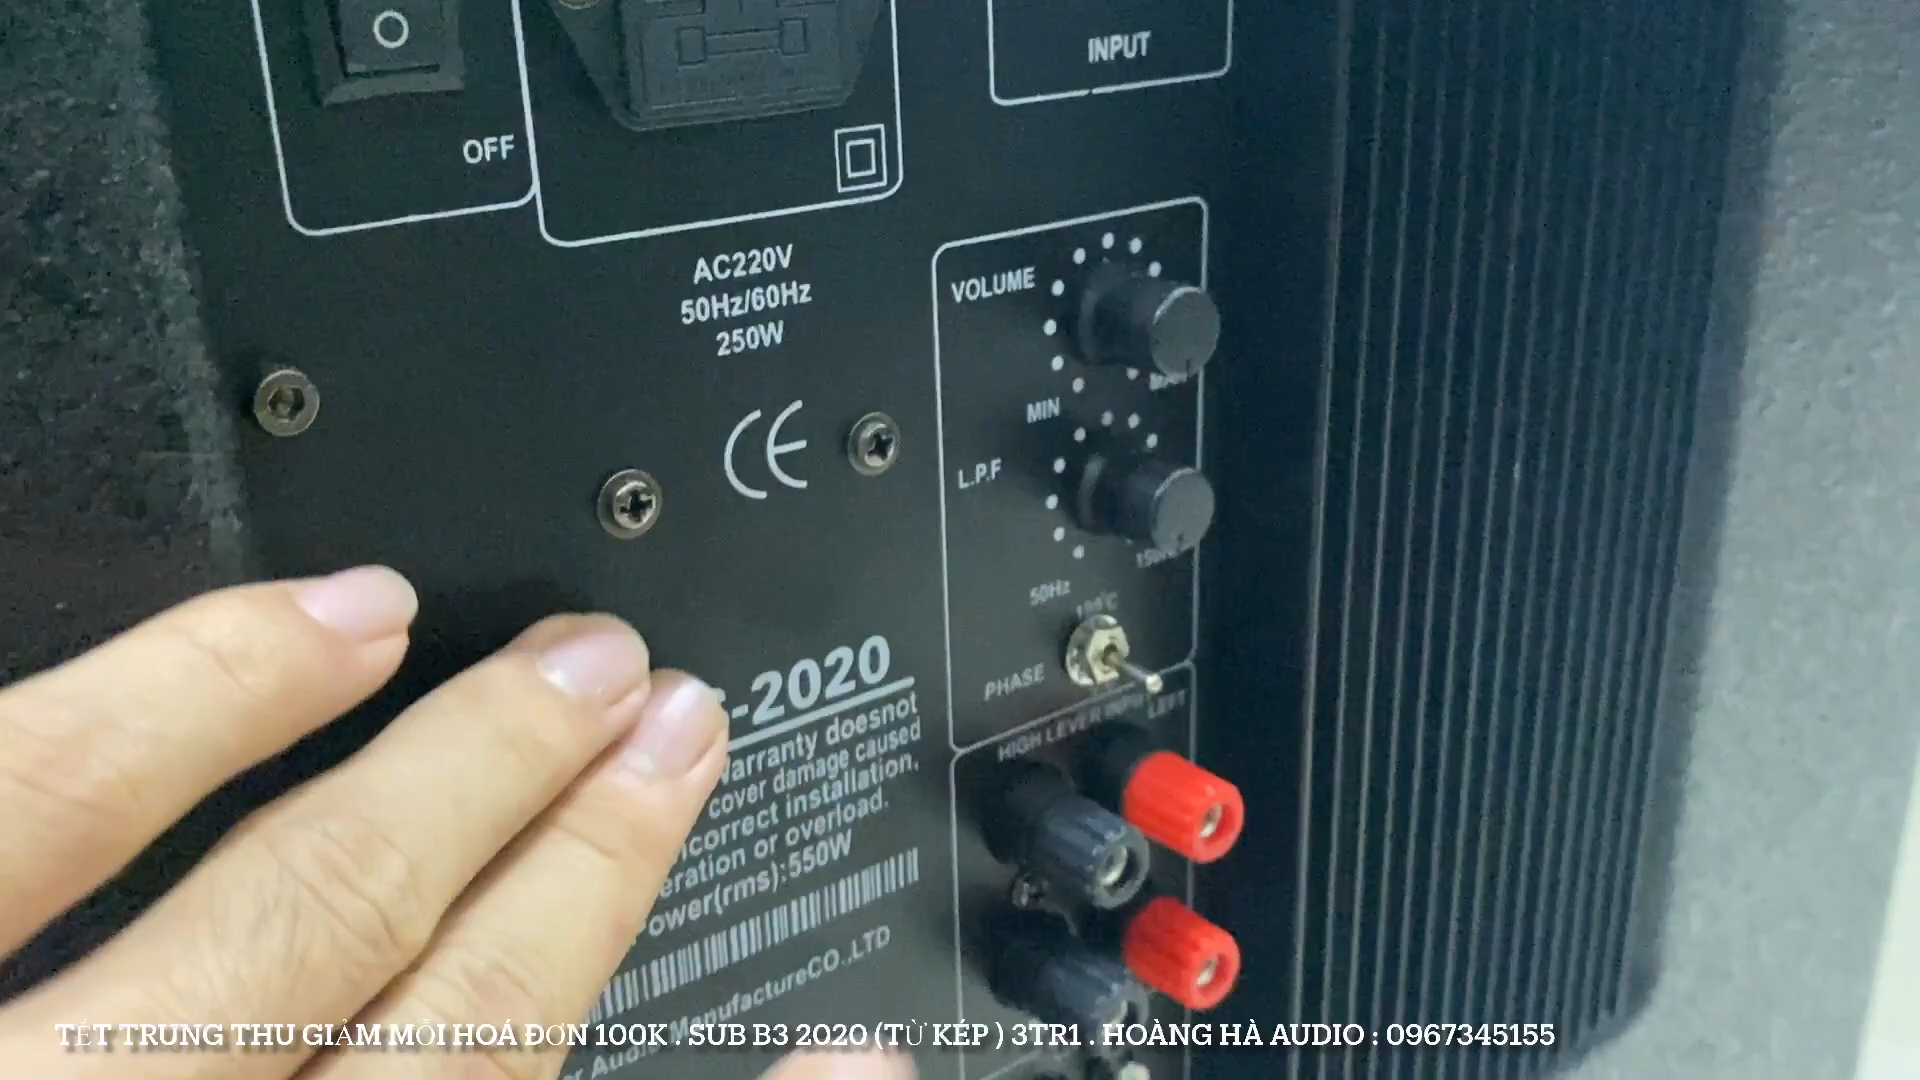 OFF
INPUT
AC220V
50Hz/60Hz
250W
CE
VOLUME
MIN
L.P.F
50Hz
PHASE
HIGH LEVER INPUT
LEFT
-2020
Warranty doesnot
cover damage caused
incorrect installation,
eration or overload.
ower(rms):550W
ManufactureCO.,LTD
TẾT TRUNG THU GIẢM MỖI HOÁ ĐƠN 100K . SUB B3 2020 (TỪ KÉP ) 3TR1 . HOÀNG HÀ AUDIO : 0967345155